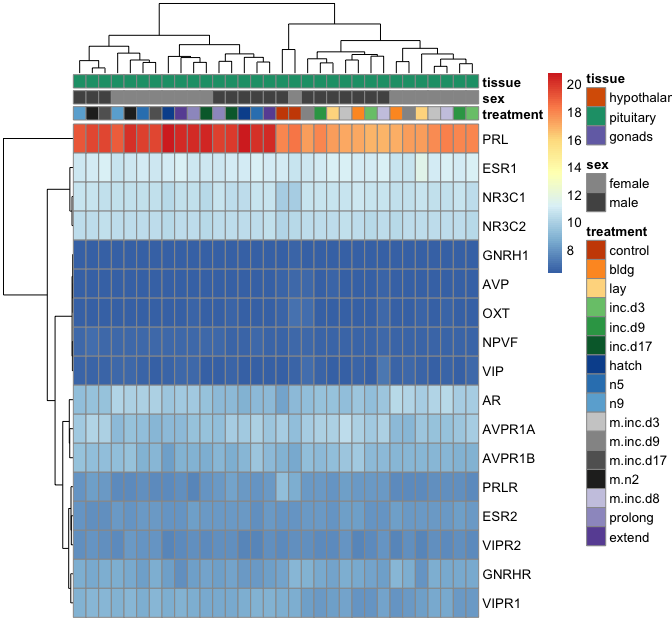 tissue
sex
treatment
PRL
ESR1
NR3C1
NR3C2
GNRH1
AVP
OXT
NPVF
VIP
AR
AVPR1A
AVPR1B
PRLR
ESR2
VIPR2
GNRHR
VIPR1
20
18
16
14
12
10
8
tissue
hypothalar
pituitary
gonads
sex
female
male
treatment
control
bldg
lay
inc.d3
inc.d9
inc.d17
hatch
n5
n9
m.inc.d3
m.inc.d9
m.inc.d17
m.n2
m.inc.d8
prolong
extend